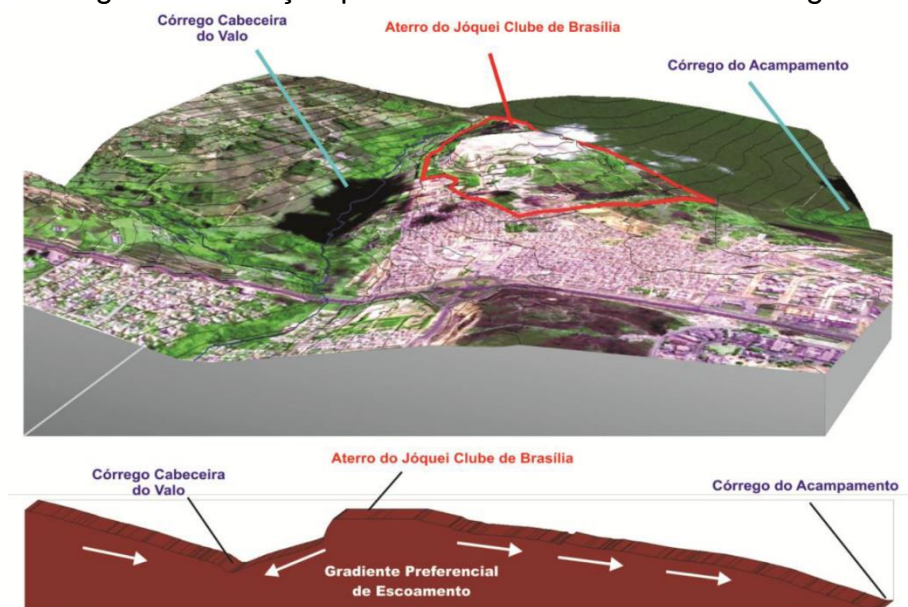 Córrego Cabeceira
do Valo
Aterro do Jóquei Clube de Brasília
Córrego do Acampamento
Aterro do Jóquei Clube de Brasília
Córrego Cabeceira
do Valo
Córrego do Acampamento
Gradiente Preferencial
de Escoamento